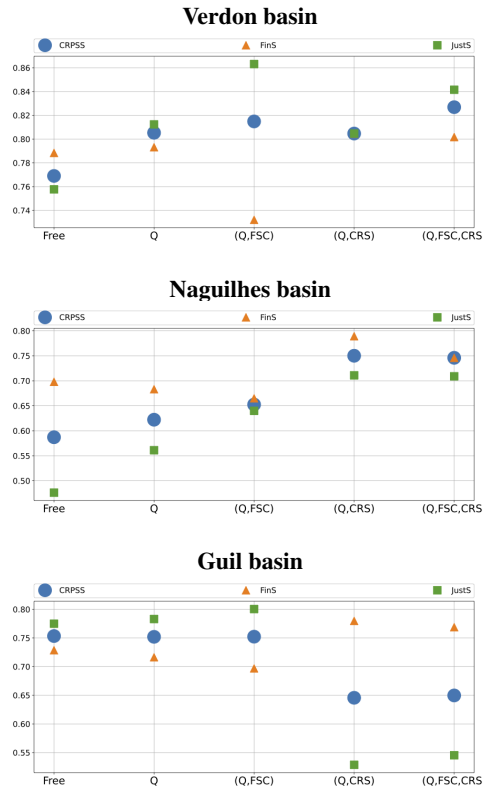 Verdon basin
CRPSS FinS JustS
0.86
0.84
0.82
0.80
0.78
0.76
0.74
Free Q (Q,FSC) (Q,CRS) (Q,FSC,CRS
Naguilhes basin
CRPSS FinS JustS
0.80
0.75
0.70
0.65
0.60
0.55
0.50
Free Q (Q,FSC) (Q,CRS) (Q,FSC,CRS
Guil basin
CRPSS FinS JustS
0.80
0.75
0.70
0.65
0.60
0.55
Free Q (Q,FSC) (Q,CRS) (Q,FSC,CRS